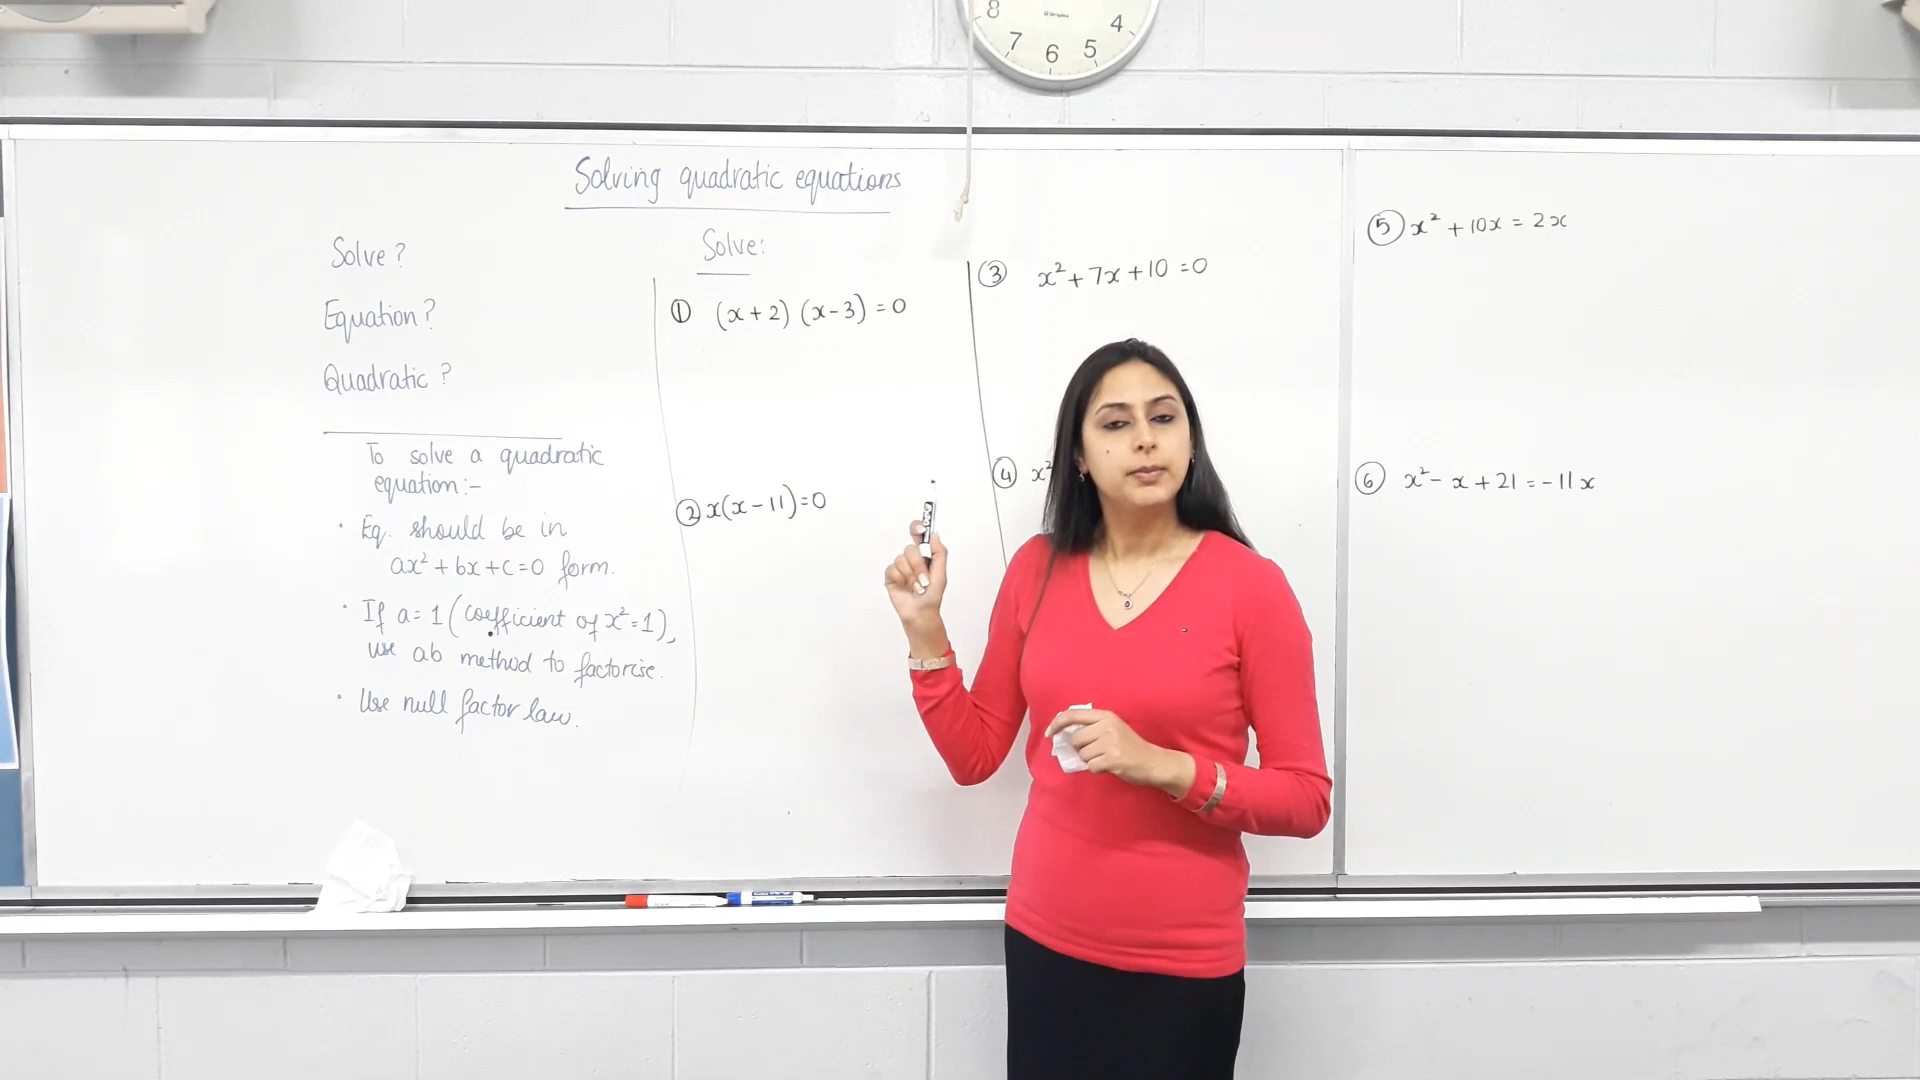 8 7 6 5 4
Solving quadratic equations
Solve?
Equation?
Quadratic?
To solve a quadratic
equation:-
· Eq. should be in
ax² + bx + c = 0 form.
· If a = 1 (coefficient of x² = 1),
use ab method to factorise.
· Use null factor law.
Solve:
① (x + 2) (x - 3) = 0
② x(x - 11) = 0
③ x² + 7x + 10 = 0
④ x²
⑤ x² + 10x = 2x
⑥ x² - x + 21 = -11x